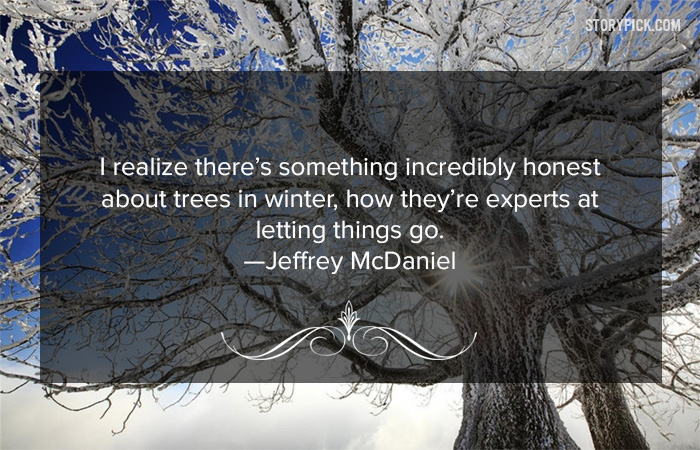 STORYPICK.COM
I realize there’s something incredibly honest
about trees in winter, how they’re experts at
letting things go.
—Jeffrey McDaniel